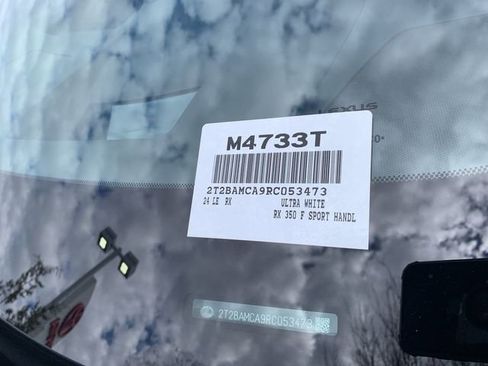 LEXUS
M4733T
2T2BAMCA9RC053473
24 LE RX ULTRA WHITE
RX 350 F SPORT HANDL
2T2BAMCA9RC053473